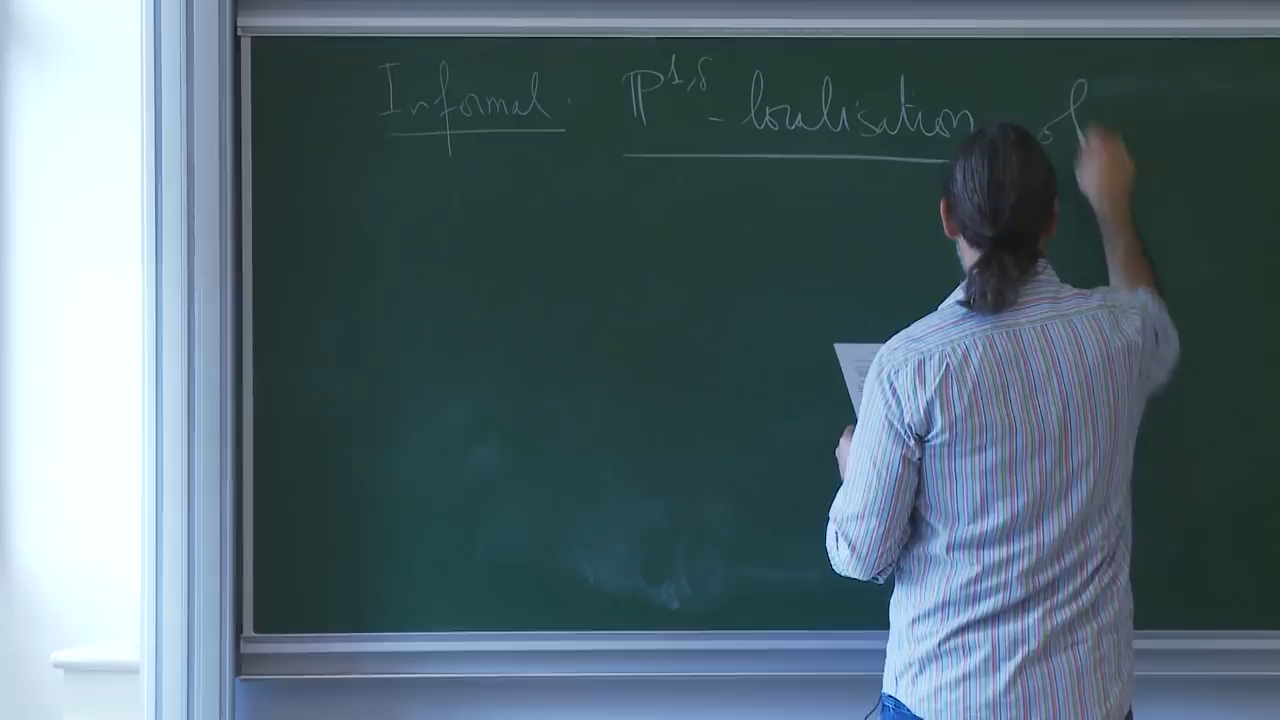 Informal. ℙ^{1,δ} - localisation of